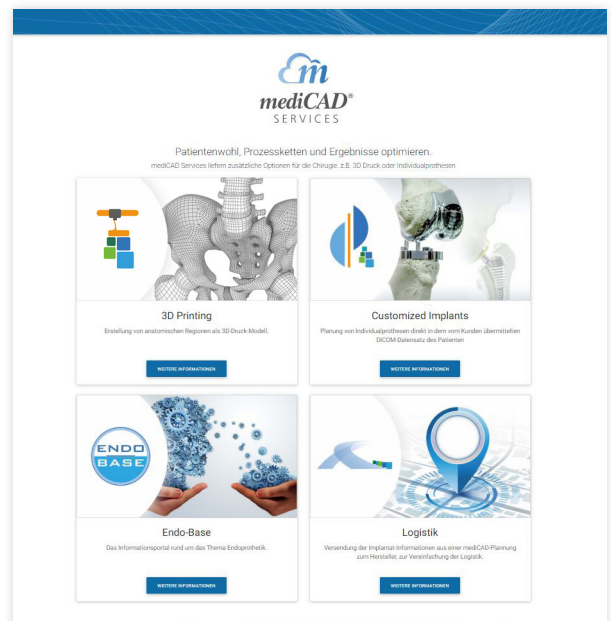 mediCAD®
SERVICES
Patientenwohl, Prozessketten und Ergebnisse optimieren.
mediCAD Services liefern zusätzliche Optionen für die Chirugie. z.B. 3D Druck oder Individualprothesen
3D Printing
Erstellung von anatomischen Regionen als 3D-Druck-Modell.
WEITERE INFORMATIONEN
Customized Implants
Planung von Individualprothesen direkt in dem vom Kunden übermittelten
DICOM-Datensatz des Patienten
WEITERE INFORMATIONEN
ENDO
BASE
Endo-Base
Das Informationsportal rund um das Thema Endoprothetik.
WEITERE INFORMATIONEN
Logistik
Versendung der Implantat-Informationen aus einer mediCAD-Plannung
zum Hersteller, zur Vereinfachung der Logistik.
WEITERE INFORMATIONEN